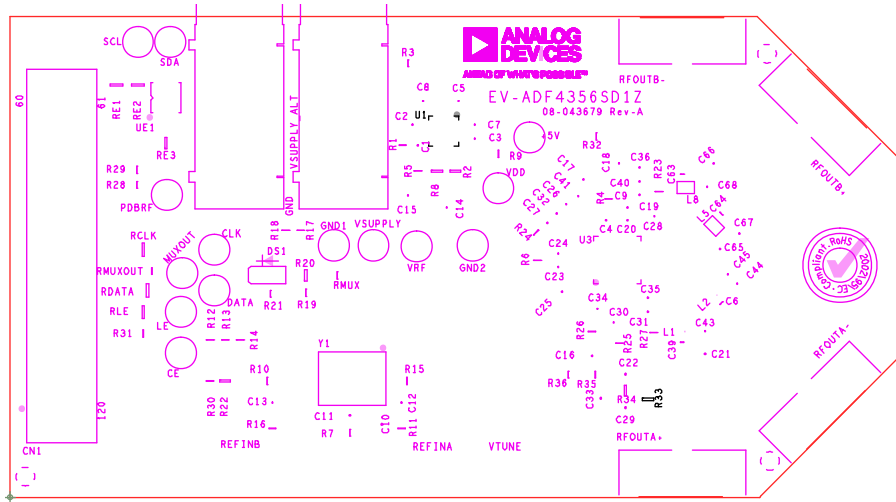 SCL
SDA
ANALOG
DEVICES
AHEAD OF WHAT'S POSSIBLE™
EV-ADF4356SD1Z
08-043679 Rev-A
RFOUTB-
RFOUTB+
60
61
RE1
RE2
UE1
RE3
R29
R28
PDBRF
VSUPPLY_ALT
GND
R3
C8
C5
U1
C2
C7
C3
R1
C1
R9
+5V
R5
R8
R2
VDD
C15
C14
R32
C18
C36
R23
C63
C66
C17
C41
C26
C32
C27
R24
R4
C40
C9
C19
C4
C20
C28
L8
C68
L5
C64
C67
C65
C45
C44
RCLK
MUXOUT
CLK
R18
R17
GND1
VSUPPLY
VRF
GND2
DS1
R20
RMUX
RMUXOUT
RDATA
RLE
R31
LE
DATA
R21
R19
R12
R13
R14
CE
R6
C24
C23
C25
U3
C35
C34
C30
C31
L2
C6
R26
R25
R27
L1
C39
C43
C21
C16
C22
R36
R35
C33
R34
R33
C29
RFOUTA+
RFOUTA-
Y1
R10
R15
C13
C12
C11
C10
R11
R16
R7
R30
R22
REFINB
REFINA
VTUNE
120
CN1
Compliant.RoHS
2002/95/EC